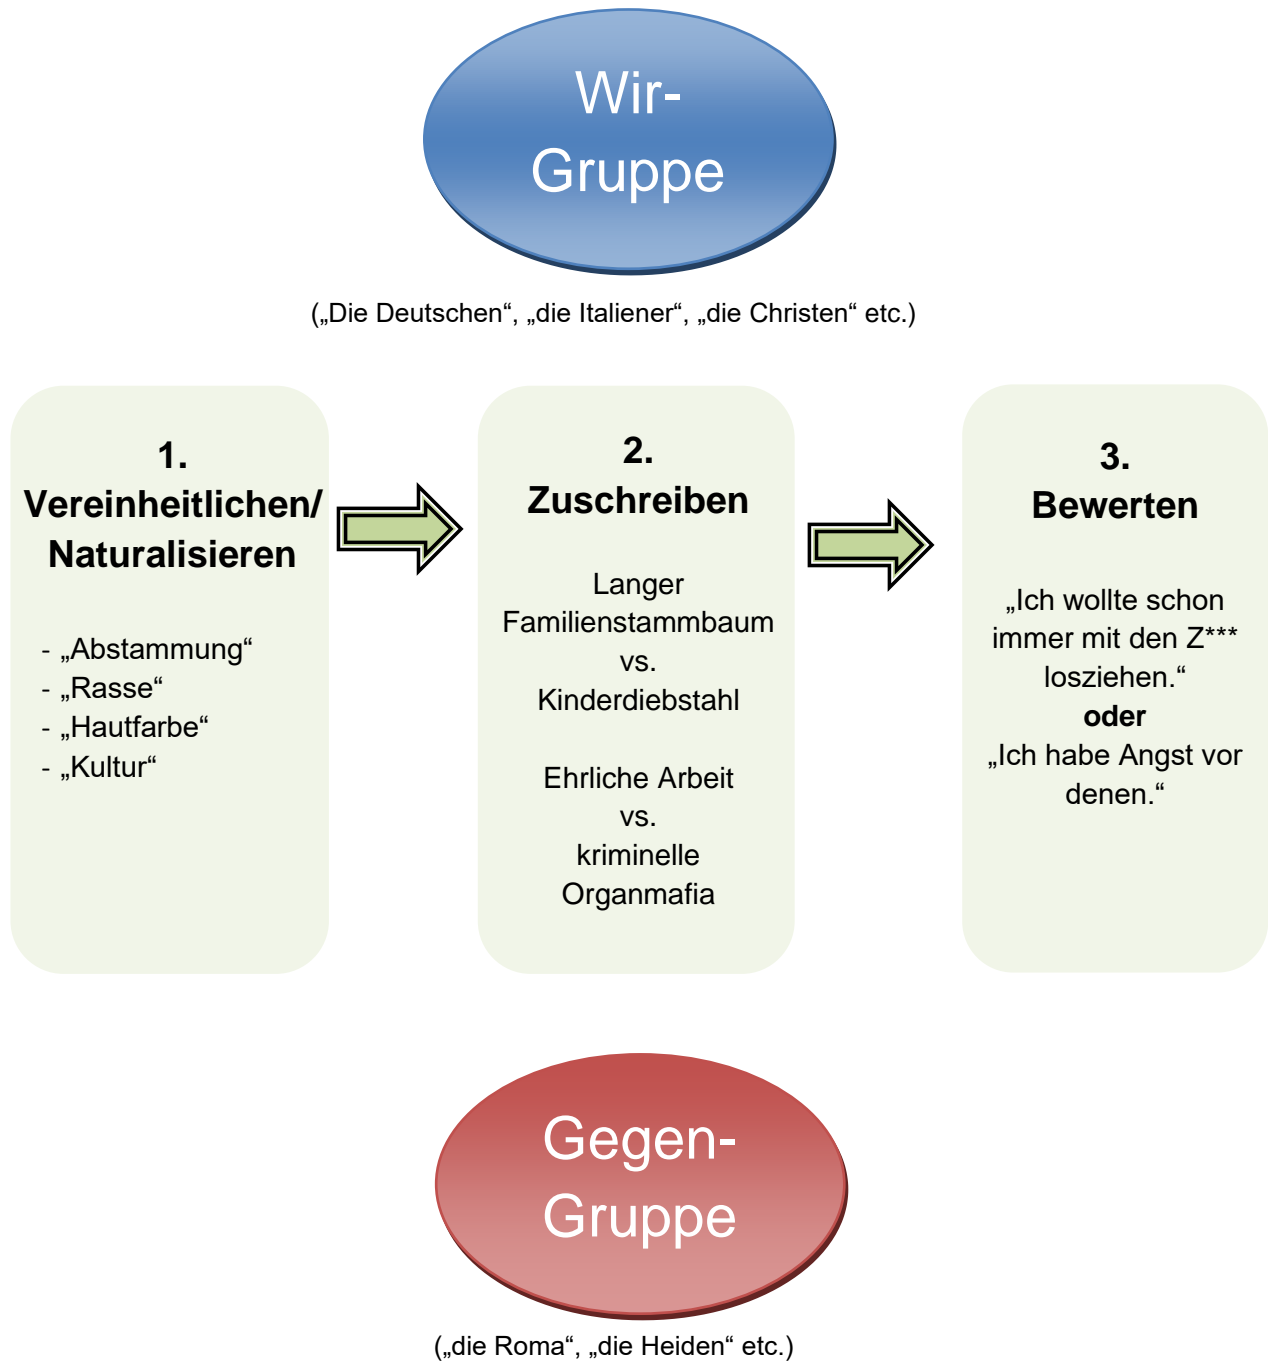 Wir-
Gruppe
(„Die Deutschen“, „die Italiener“, „die Christen“ etc.)
1.
Vereinheitlichen/
Naturalisieren
- „Abstammung“
- „Rasse“
- „Hautfarbe“
- „Kultur“
2.
Zuschreiben
Langer
Familienstammbaum
vs.
Kinderdiebstahl
Ehrliche Arbeit
vs.
kriminelle
Organmafia
3.
Bewerten
„Ich wollte schon
immer mit den Z***
losziehen.“
oder
„Ich habe Angst vor
denen.“
Gegen-
Gruppe
(„die Roma“, „die Heiden“ etc.)